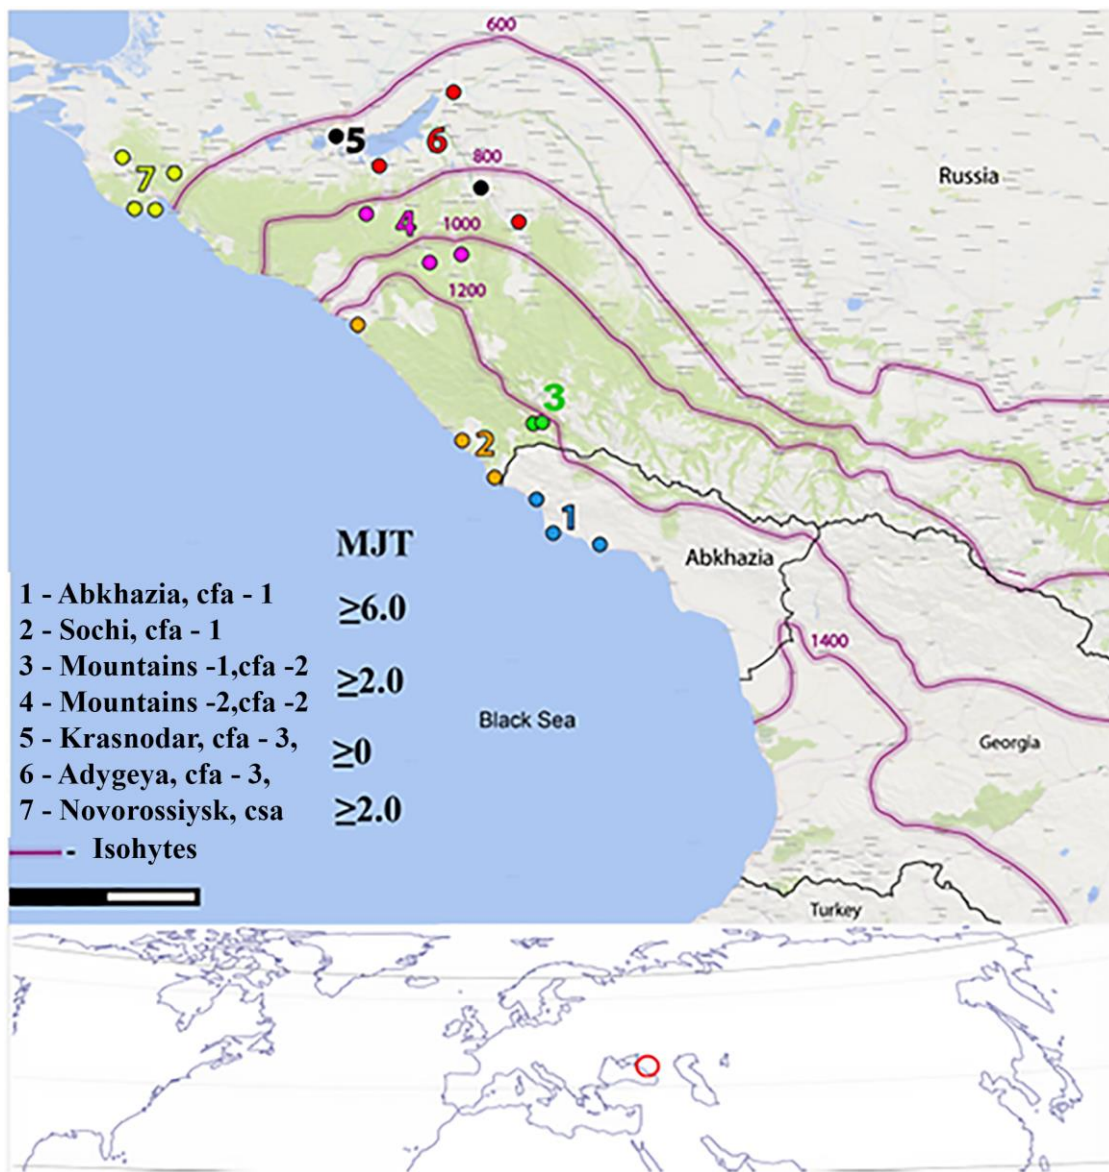 600
5
6
800
Russia
7
4
1000
1200
3
2
1
MJT
Abkhazia
1 - Abkhazia, cfa - 1
≥6.0
2 - Sochi, cfa - 1
1400
3 - Mountains -1,cfa -2
≥2.0
4 - Mountains -2,cfa -2
Black Sea
5 - Krasnodar, cfa - 3,
≥0
Georgia
6 - Adygeya, cfa - 3,
7 - Novorossiysk, csa
≥2.0
- Isohytes
Turkey